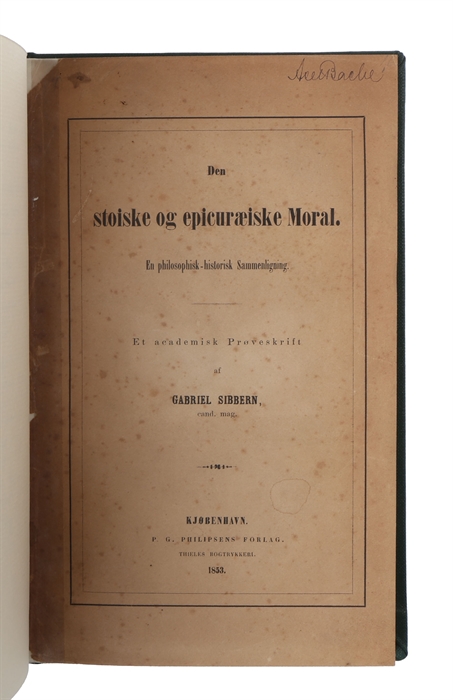 Axel Bache
Den
stoiske og epicuræiske Moral.
En philosophisk-historisk Sammenligning.
Et academisk Prøveskrift
af
GABRIEL SIBBERN,
cand. mag.
KJØBENHAVN.
P. G. PHILIPSENS FORLAG.
THIELES BOGTRYKKERI.
1853.